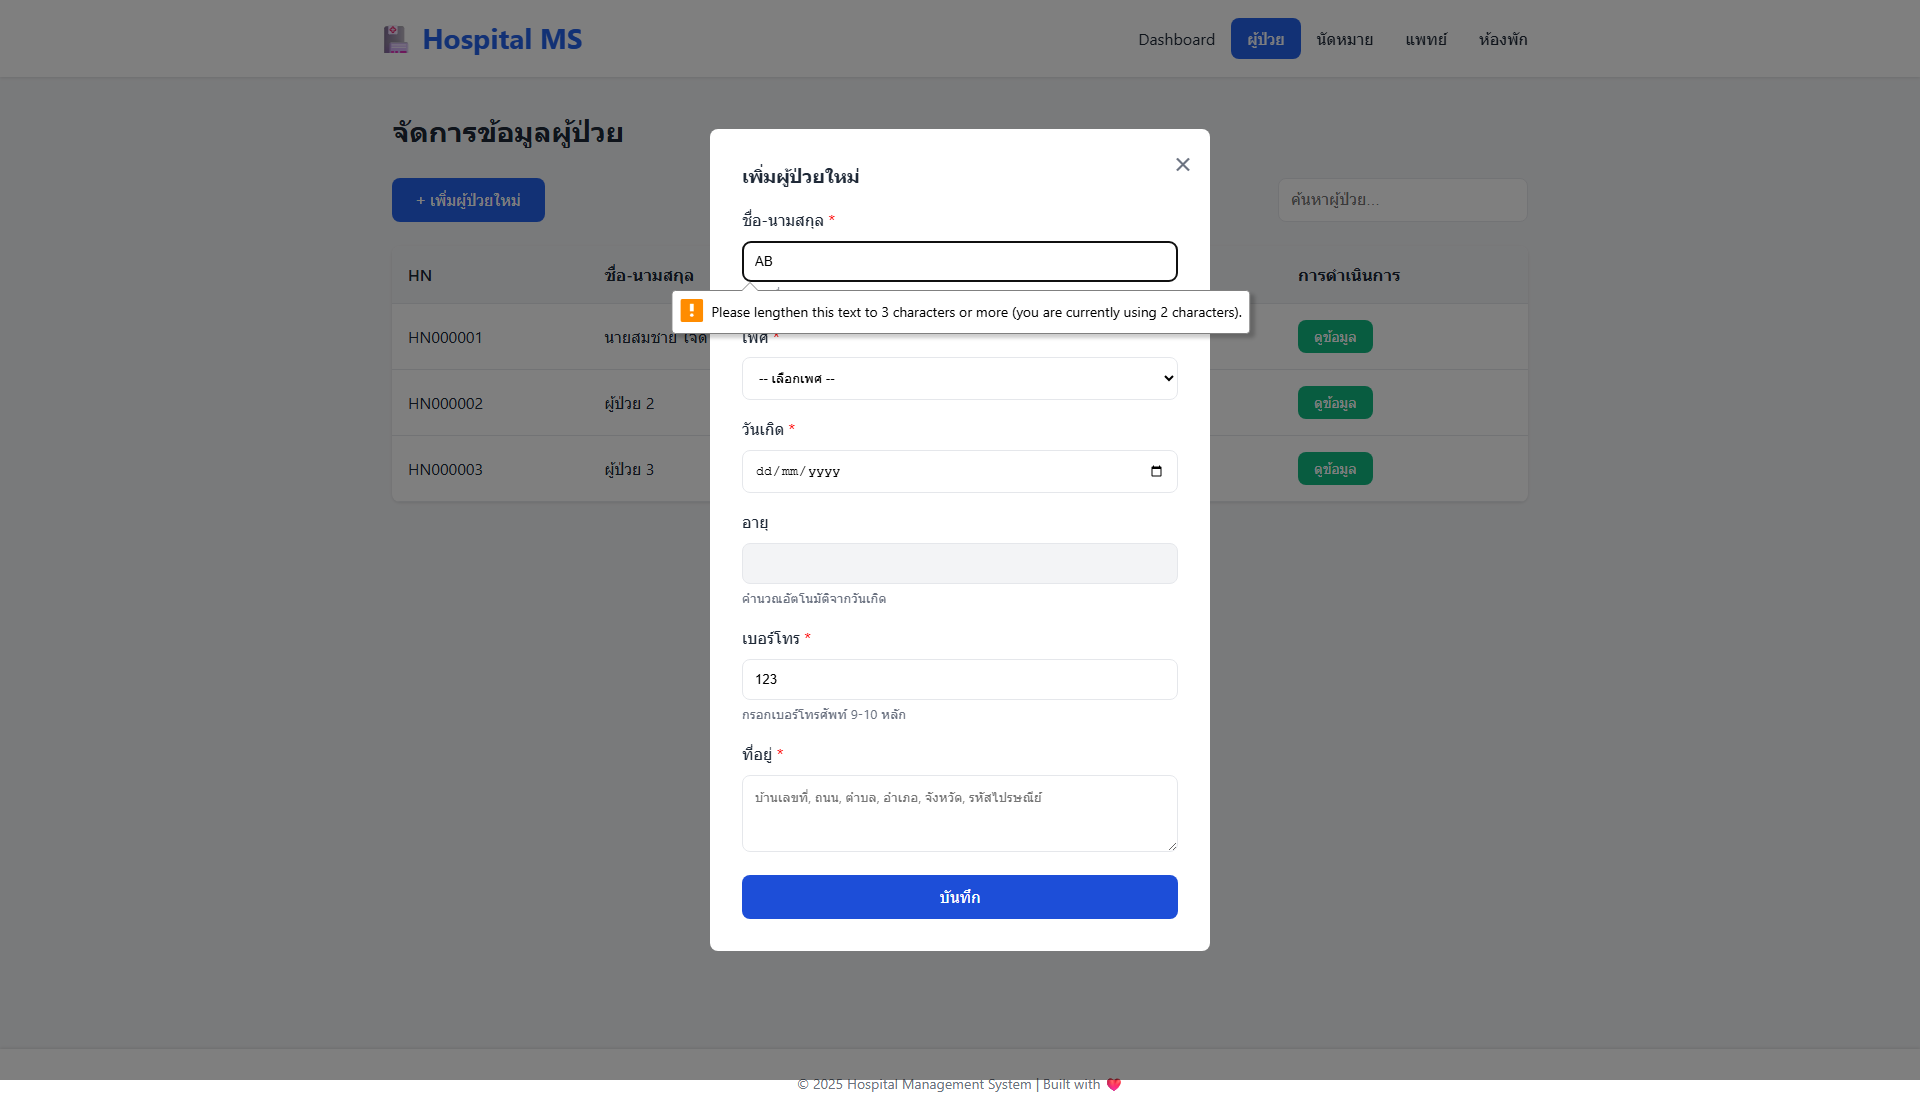 Hospital MS
Dashboard
ผู้ป่วย
นัดหมาย
แพทย์
ห้องพัก
จัดการข้อมูลผู้ป่วย
+ เพิ่มผู้ป่วยใหม่
ค้นหาผู้ป่วย...
HN
ชื่อ-นามสกุล
การดำเนินการ
HN000001
นายสมชาย ใจดี
ดูข้อมูล
HN000002
ผู้ป่วย 2
ดูข้อมูล
HN000003
ผู้ป่วย 3
ดูข้อมูล
เพิ่มผู้ป่วยใหม่
×
ชื่อ-นามสกุล *
AB
Please lengthen this text to 3 characters or more (you are currently using 2 characters).
เพศ *
-- เลือกเพศ --
วันเกิด *
dd/mm/yyyy
อายุ
คำนวณอัตโนมัติจากวันเกิด
เบอร์โทร *
123
กรอกเบอร์โทรศัพท์ 9-10 หลัก
ที่อยู่ *
บ้านเลขที่, ถนน, ตำบล, อำเภอ, จังหวัด, รหัสไปรษณีย์
บันทึก
© 2025 Hospital Management System | Built with ❤️